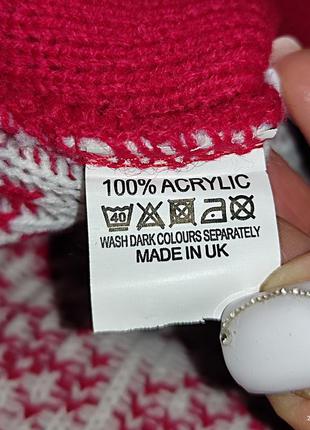 100% ACRYLIC
40
WASH DARK COLOURS SEPARATELY
MADE IN UK